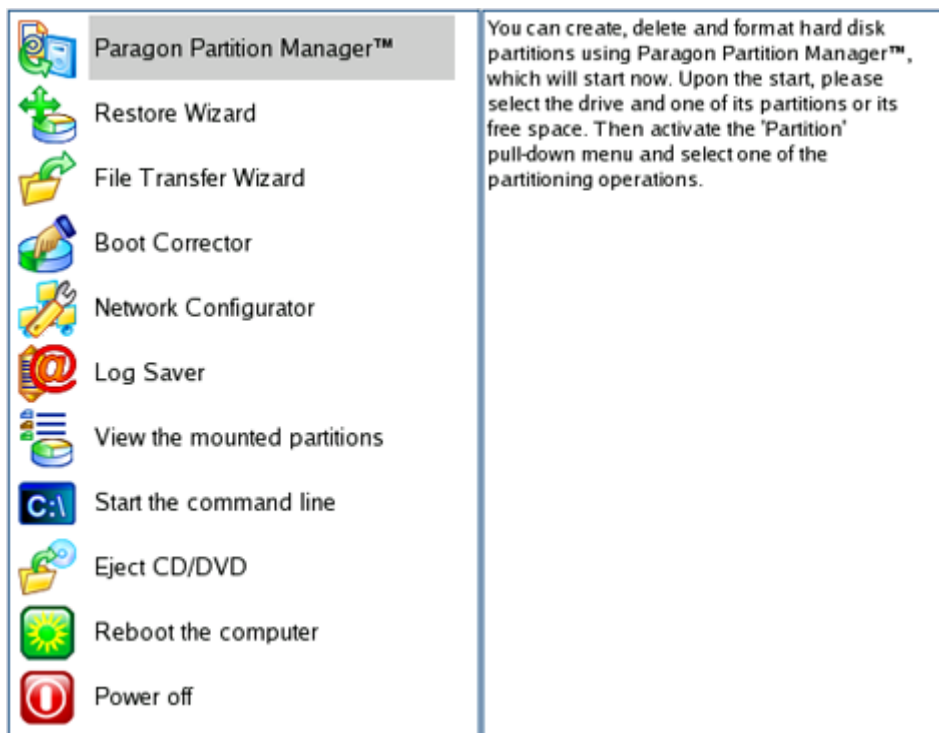 Paragon Partition Manager™
Restore Wizard
File Transfer Wizard
Boot Corrector
Network Configurator
@
Log Saver
View the mounted partitions
C:\
Start the command line
Eject CD/DVD
Reboot the computer
Power off
You can create, delete and format hard disk
partitions using Paragon Partition Manager™,
which will start now. Upon the start, please
select the drive and one of its partitions or its
free space. Then activate the 'Partition'
pull-down menu and select one of the
partitioning operations.